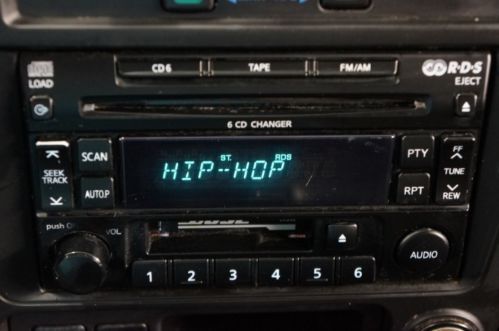 CD 6 TAPE FM/AM
R·D·S
LOAD
EJECT
6 CD CHANGER
SEEK
TRACK
SCAN
AUTO.P
ST. RDS
HIP--HOP
PTY
RPT
FF
TUNE
REW
push
VOL
AUDIO
1 2 3 4 5 6